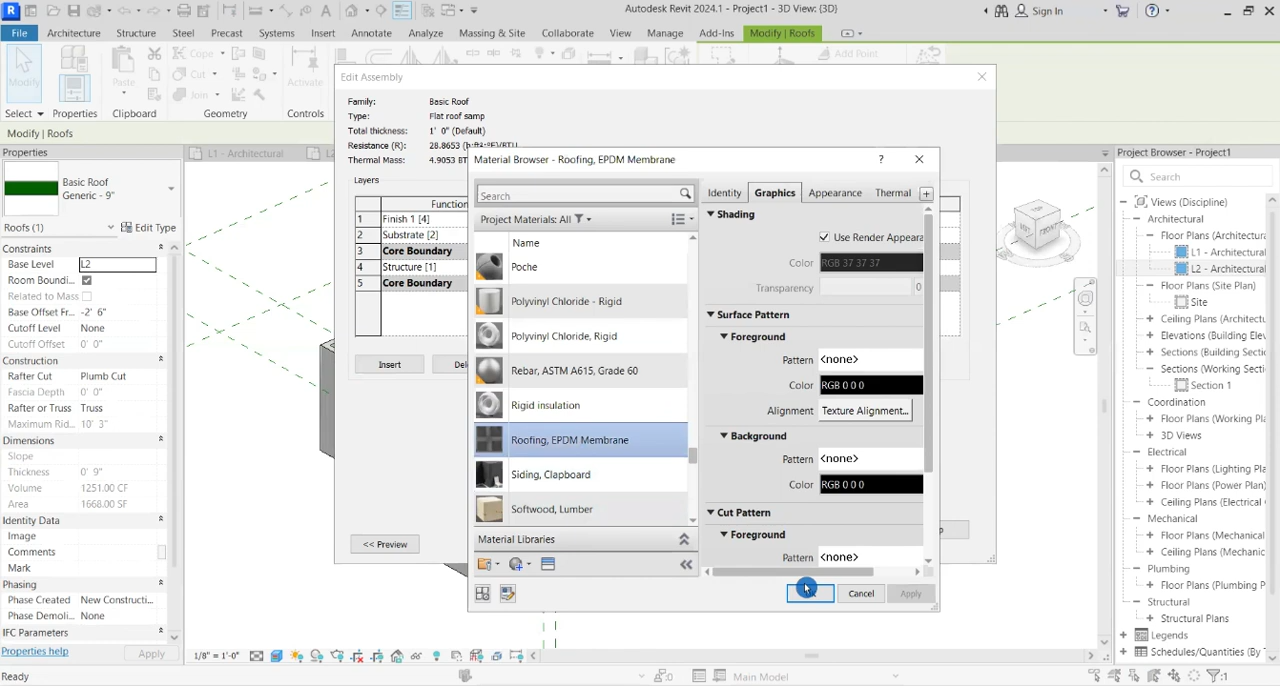 Autodesk Revit 2024.1 - Project1 - 3D View: {3D}
Sign In
File Architecture Structure Steel Precast Systems Insert Annotate Analyze Massing & Site Collaborate View Manage Add-Ins Modify | Roofs
Modify
Paste
Cope
Cut
Join
Activate
Add Point
Select Properties Clipboard Geometry Controls
Modify | Roofs
Properties
Basic Roof
Generic - 9"
Roofs (1) Edit Type
Constraints
Base Level L2
Room Boundi...
Related to Mass
Base Offset Fr... -2' 6"
Cutoff Level None
Cutoff Offset 0' 0"
Construction
Rafter Cut Plumb Cut
Fascia Depth 0' 0"
Rafter or Truss Truss
Maximum Rid... 10' 3"
Dimensions
Slope
Thickness 0' 9"
Volume 1251.00 CF
Area 1668.00 SF
Identity Data
Image
Comments
Mark
Phasing
Phase Created New Constructi...
Phase Demoli... None
IFC Parameters
Properties help Apply
Ready
L1 - Architectural
Edit Assembly
Family: Basic Roof
Type: Flat roof samp
Total thickness: 1' 0" (Default)
Resistance (R): 28.8653
Thermal Mass: 4.9053 BT
Layers
1 Finish 1 [4]
2 Substrate [2]
3 Core Boundary
4 Structure [1]
5 Core Boundary
Insert
<< Preview
Material Browser - Roofing, EPDM Membrane
?
Search
Project Materials: All
Name
Poche
Polyvinyl Chloride - Rigid
Polyvinyl Chloride, Rigid
Rebar, ASTM A615, Grade 60
Rigid insulation
Roofing, EPDM Membrane
Siding, Clapboard
Softwood, Lumber
Material Libraries
Identity Graphics Appearance Thermal
Shading
Use Render Appeara
Color RGB 37 37 37
Transparency 0
Surface Pattern
Foreground
Pattern <none>
Color RGB 0 0 0
Alignment Texture Alignment...
Background
Pattern <none>
Color RGB 0 0 0
Cut Pattern
Foreground
Pattern <none>
Cancel Apply
1/8" = 1'-0"
:0
Main Model
:1
FRONT
Project Browser - Project1
Search
Views (Discipline)
Architectural
Floor Plans (Architectura
L1 - Architectural
L2 - Architectural
Floor Plans (Site Plan)
Site
Ceiling Plans (Architectu
Elevations (Building Elev
Sections (Building Sectio
Sections (Working Secti
Section 1
Coordination
Floor Plans (Working Pl
3D Views
Electrical
Floor Plans (Lighting Pla
Floor Plans (Power Plan)
Ceiling Plans (Electrical
Mechanical
Floor Plans (Mechanica
Ceiling Plans (Mechanic
Plumbing
Floor Plans (Plumbing P
Structural
Structural Plans
Legends
Schedules/Quantities (By